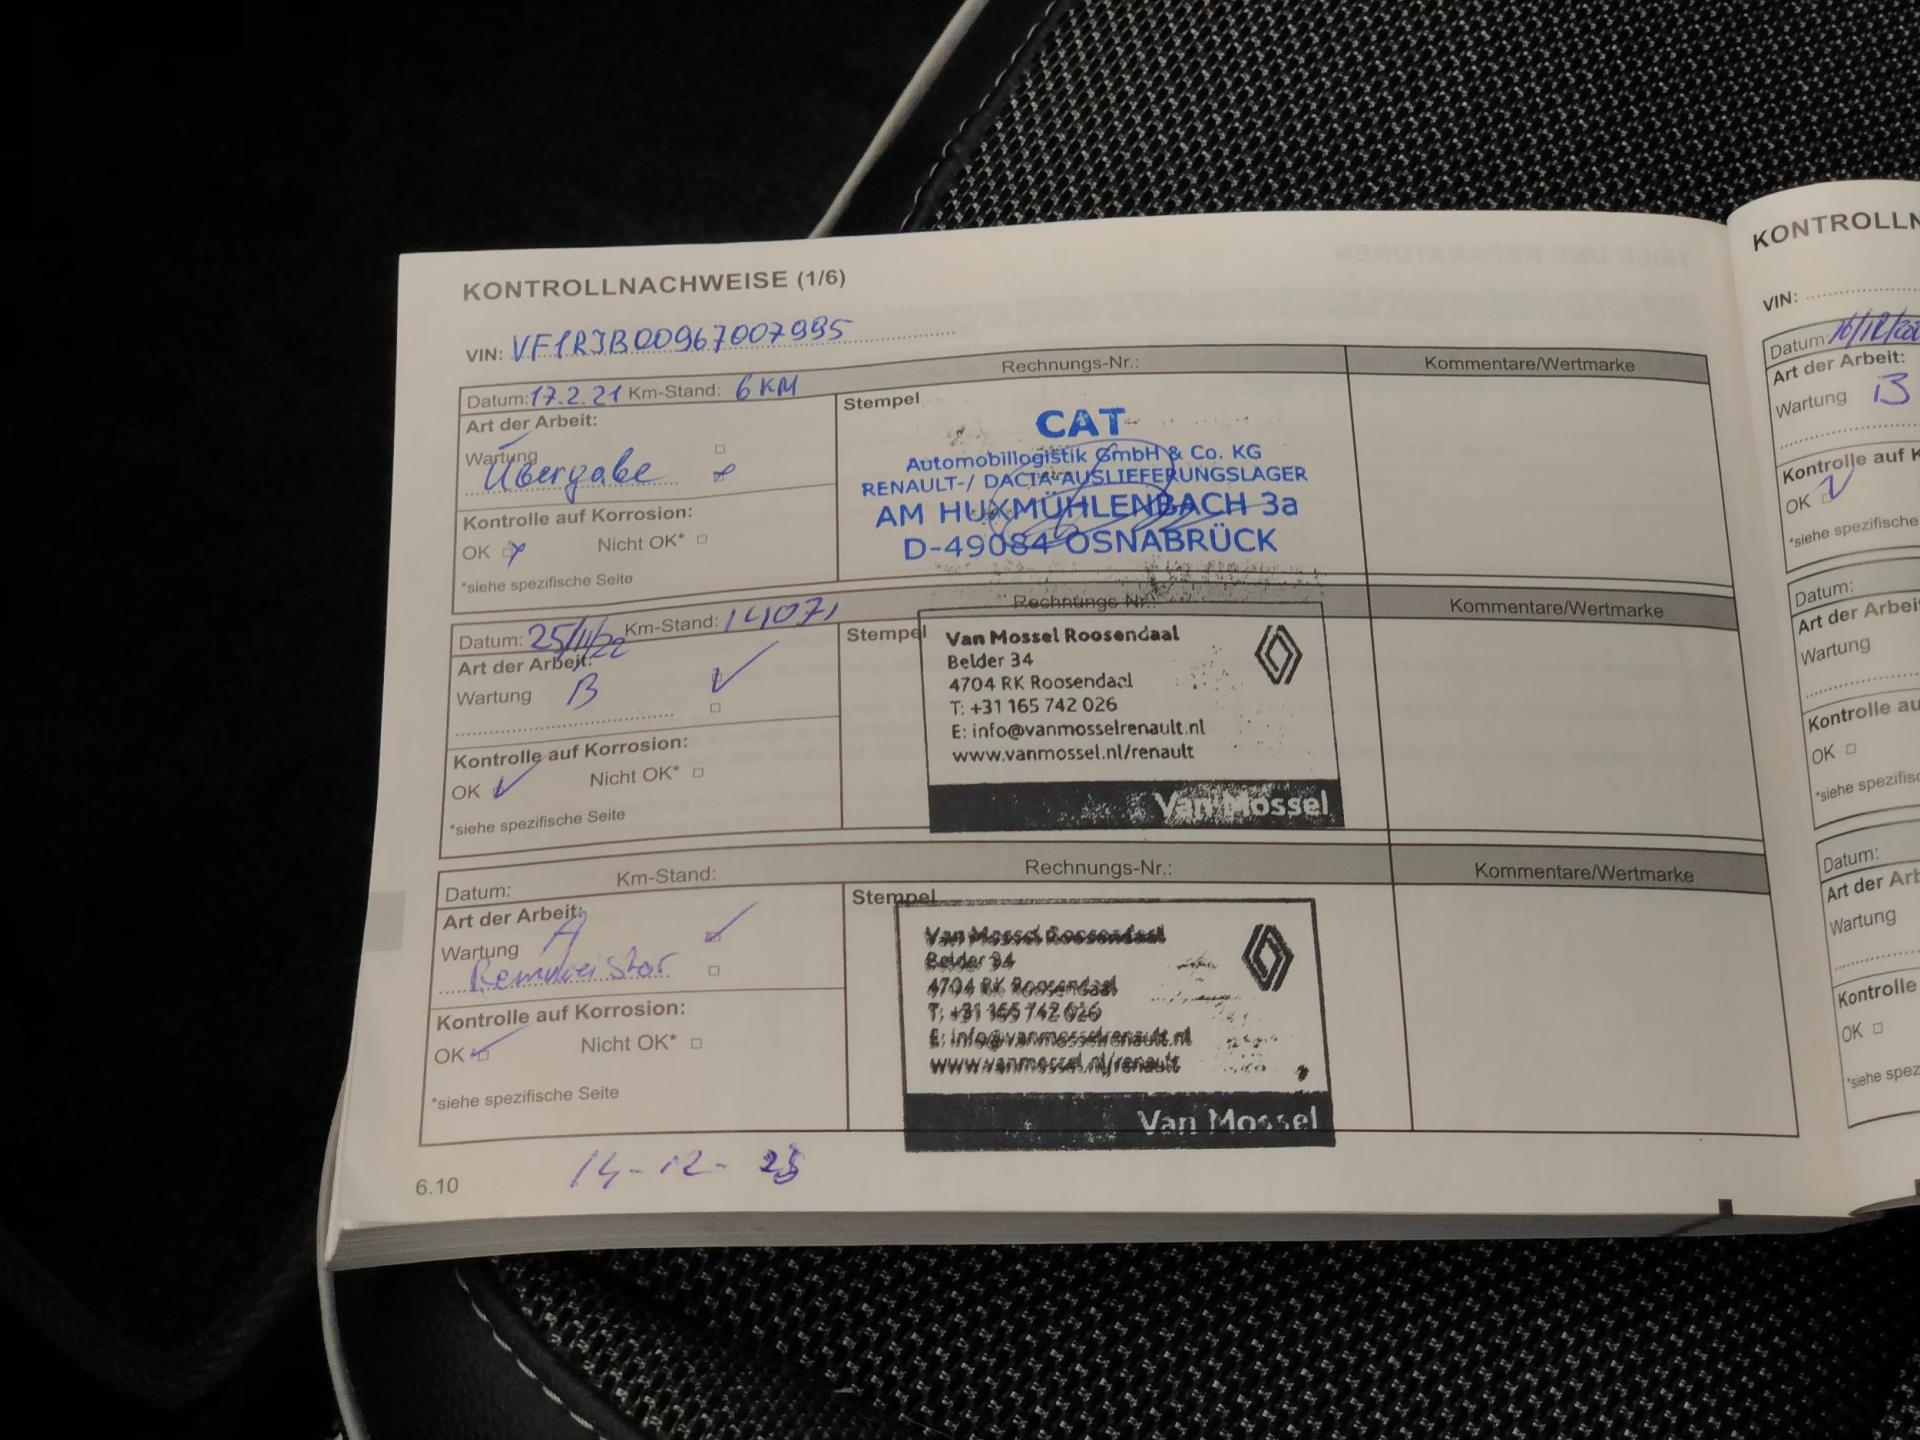 KONTROLLNACHWEISE (1/6)
VIN: VF1RJB00967007995
Datum: 17.2.21 Km-Stand: 6 KM Rechnungs-Nr.: Kommentare/Wertmarke
Art der Arbeit:
Wartung
Übergabe
Kontrolle auf Korrosion:
OK Nicht OK*
*siehe spezifische Seite
Stempel
CAT
Automobillogistik GmbH & Co. KG
RENAULT-/ DACIA-AUSLIEFERUNGSLAGER
AM HUXMÜHLENBACH 3a
D-49084 OSNABRÜCK
Datum: 25/11/22 Km-Stand: 14071 Rechnungs-Nr.: Kommentare/Wertmarke
Art der Arbeit:
Wartung B
Kontrolle auf Korrosion:
OK Nicht OK*
*siehe spezifische Seite
Stempel
Van Mossel Roosendaal
Belder 34
4704 RK Roosendaal
T: +31 165 742 026
E: info@vanmosselrenault.nl
www.vanmossel.nl/renault
Van Mossel
Datum: Km-Stand: Rechnungs-Nr.: Kommentare/Wertmarke
Art der Arbeit:
Wartung A
Kontrolle auf Korrosion:
OK Nicht OK*
*siehe spezifische Seite
Stempel
Van Mossel Roosendaal
Belder 34
4704 RK Roosendaal
T: +31 165 742 026
E: info@vanmosselrenault.nl
www.vanmossel.nl/renault
Van Mossel
14-12-
6.10
KONTROLLN
VIN:
Datum
Art der Arbeit:
Wartung B
Kontrolle auf K
OK
*siehe spezifische
Datum:
Art der Arbei
Wartung
Kontrolle au
OK
*siehe spezifisc
Datum:
Art der Arb
Wartung
Kontrolle
OK
*siehe spez